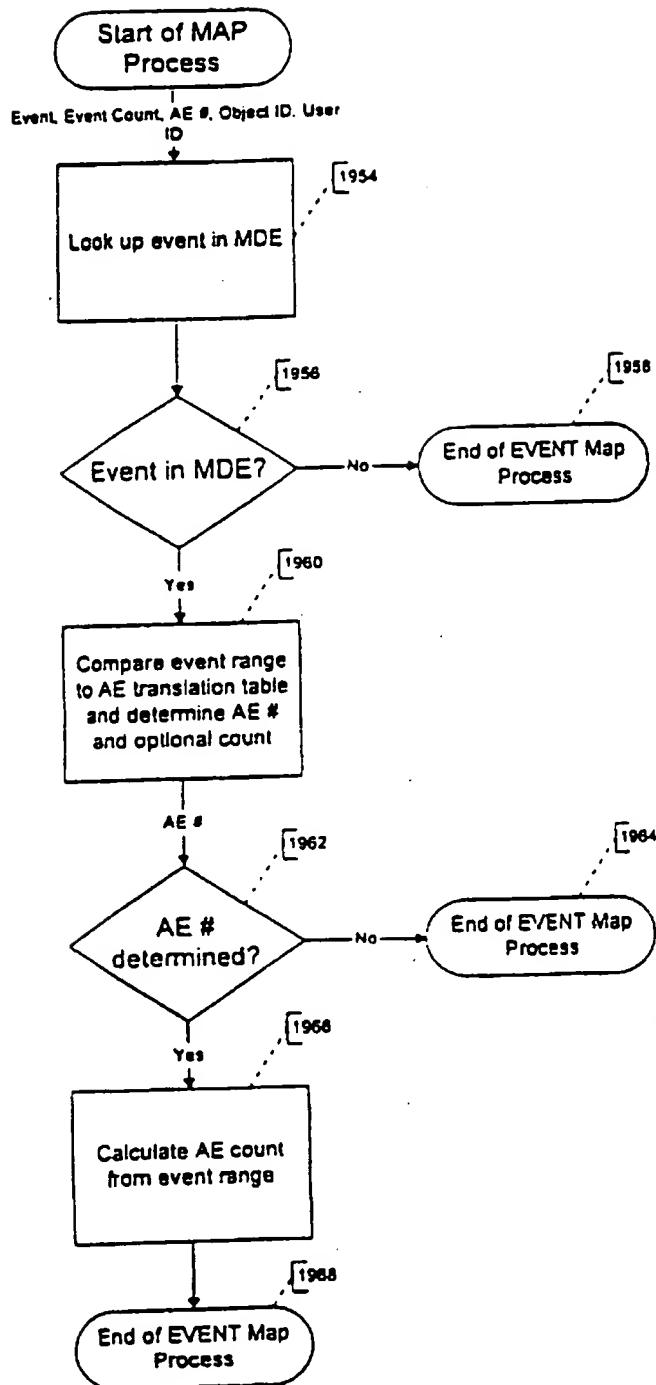 Start of MAP
Process
Event, Event Count, AE #, Object ID. User
ID
1954
Look up event in MDE
1956
1958
Event in MDE?
No
End of EVENT Map
Process
Yes
1960
Compare event range
to AE translation table
and determine AE #
and optional count
AE #
1962
1964
AE #
determined?
No
End of EVENT Map
Process
Yes
1966
Calculate AE count
from event range
1968
End of EVENT Map
Process